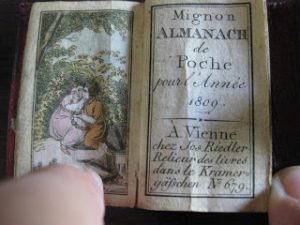 Mignon
ALMANACH
de
Poche
pour l'Année
1809.
À Vienne
chez Jos. Riedler
Relieur des livres
dans le Kramer-
gäßchen Nº 679.